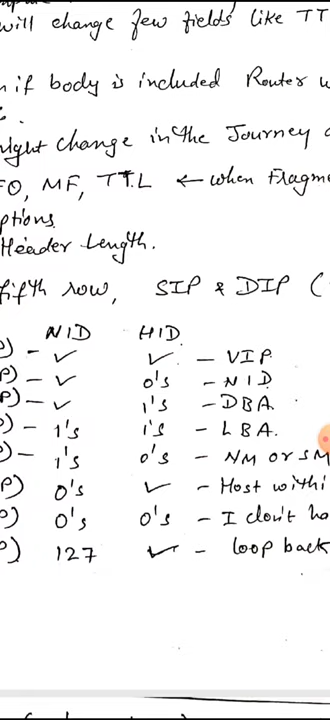 will change few fields like TT
if body is included Router w
might change in the Journey
FO, MF, TTL ← when Fragme
ptions
Header Length.
fifth row, SIP & DIP (
NID HID
P) - ✓ ✓ - VIP
P) - ✓ 0's - NID
P) - ✓ 1's - DBA.
P) - 1's 1's - LBA.
P) - 1's 0's - NM or SM
P) 0's ✓ - Host withi
P) 0's 0's - I don't ha
P) 127 ✓ - loop back